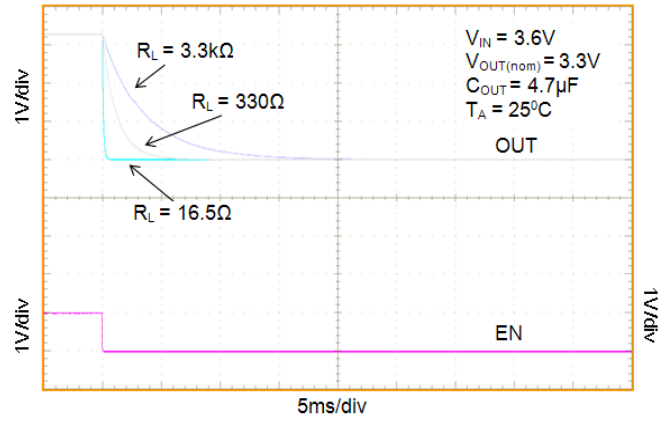 R_L = 3.3kΩ
R_L = 330Ω
R_L = 16.5Ω
V_IN = 3.6V
V_OUT(nom) = 3.3V
C_OUT = 4.7µF
T_A = 25⁰C
OUT
1V/div
EN
1V/div
1V/div
5ms/div